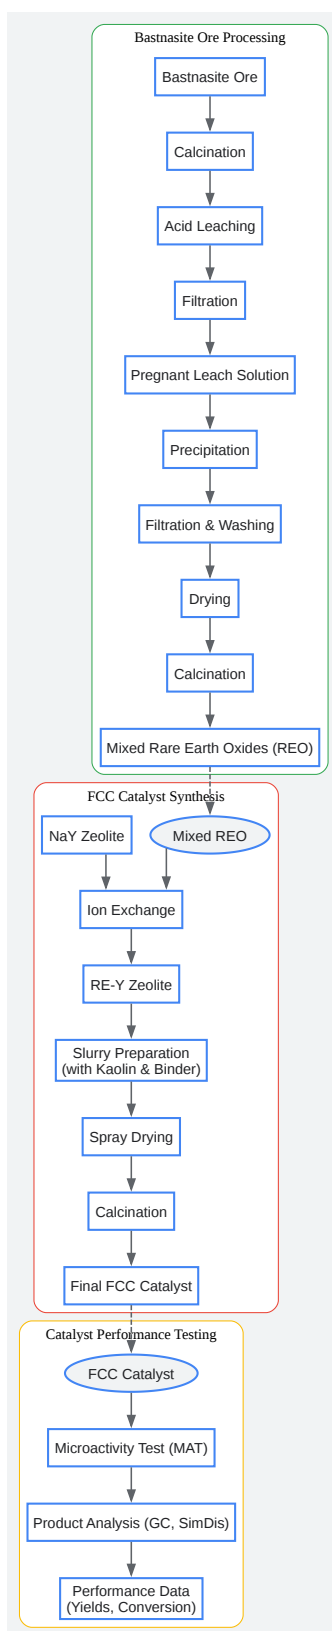 Bastnasite Ore Processing
Bastnasite Ore
Calcination
Acid Leaching
Filtration
Pregnant Leach Solution
Precipitation
Filtration & Washing
Drying
Calcination
Mixed Rare Earth Oxides (REO)
FCC Catalyst Synthesis
NaY Zeolite
Mixed REO
Ion Exchange
RE-Y Zeolite
Slurry Preparation
(with Kaolin & Binder)
Spray Drying
Calcination
Final FCC Catalyst
Catalyst Performance Testing
FCC Catalyst
Microactivity Test (MAT)
Product Analysis (GC, SimDis)
Performance Data
(Yields, Conversion)